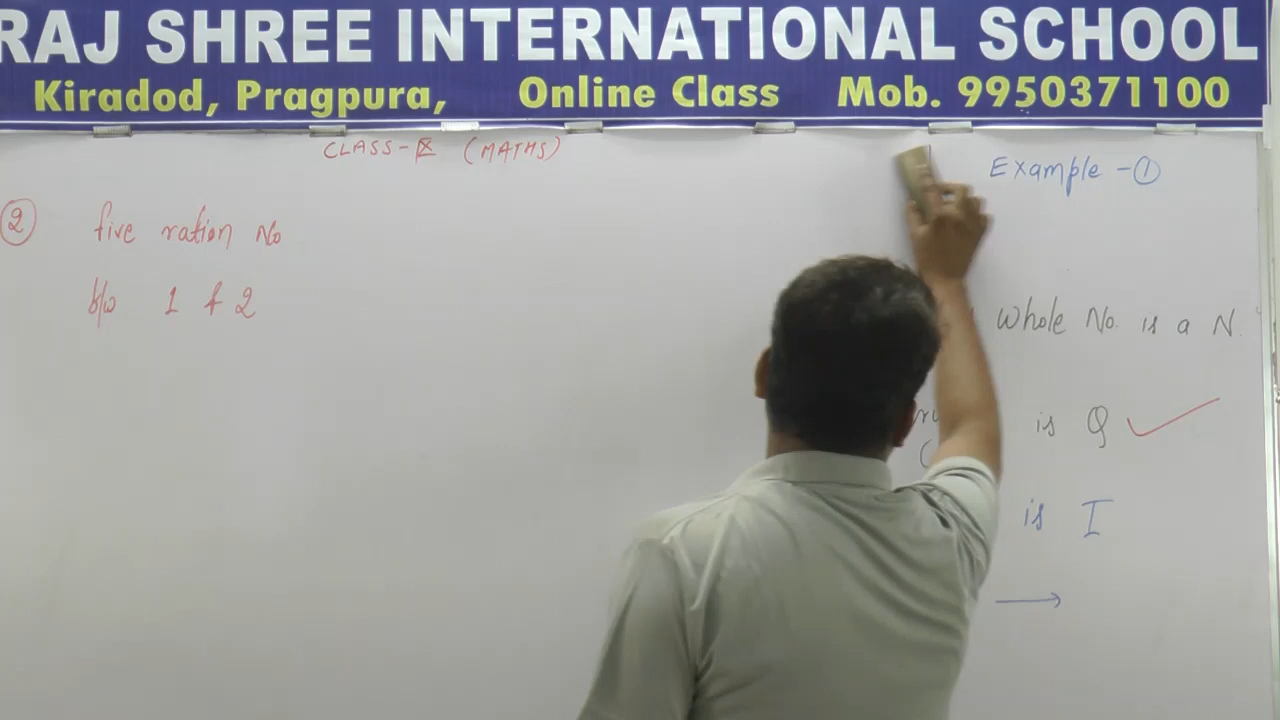 RAJ SHREE INTERNATIONAL SCHOOL
Kiradod, Pragpura, Online Class Mob. 9950371100
CLASS-IX (MATHS)
Example - 1
2 five ration No
b/w 1 & 2
Whole No. is a N.
is Q
is I